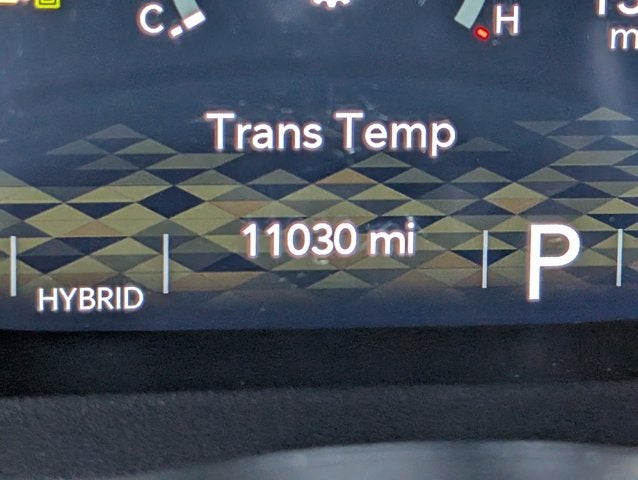 C H
Trans Temp
11030 mi
P
HYBRID